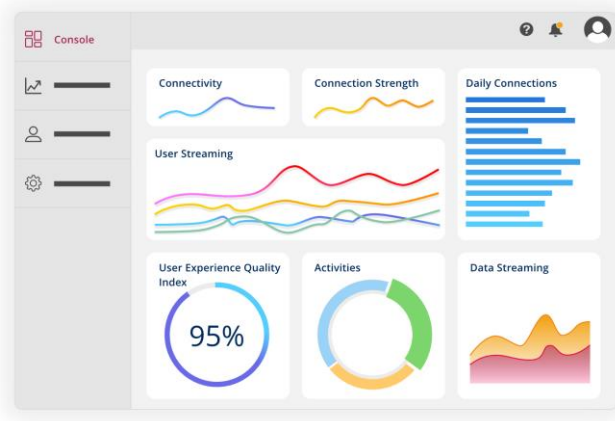 Console
Connectivity
Connection Strength
Daily Connections
User Streaming
User Experience Quality
Index
95%
Activities
Data Streaming